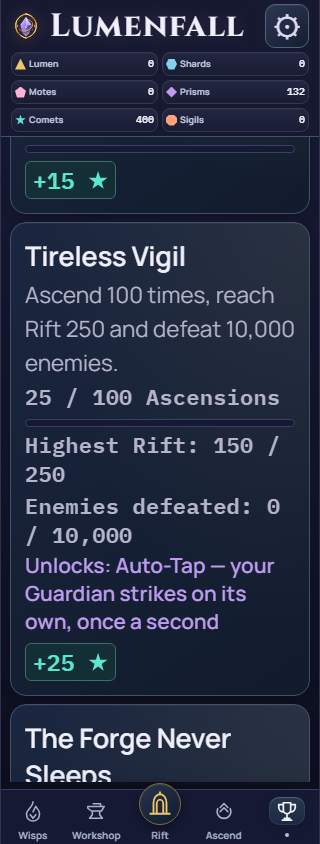 LUMENFALL
Lumen 0
Shards 0
Motes 0
Prisms 132
Comets 400
Sigils 0
+15 ★
Tireless Vigil
Ascend 100 times, reach
Rift 250 and defeat 10,000
enemies.
25 / 100 Ascensions
Highest Rift: 150 /
250
Enemies defeated: 0
/ 10,000
Unlocks: Auto-Tap — your
Guardian strikes on its
own, once a second
+25 ★
The Forge Never
Sleeps
Wisps
Workshop
Rift
Ascend